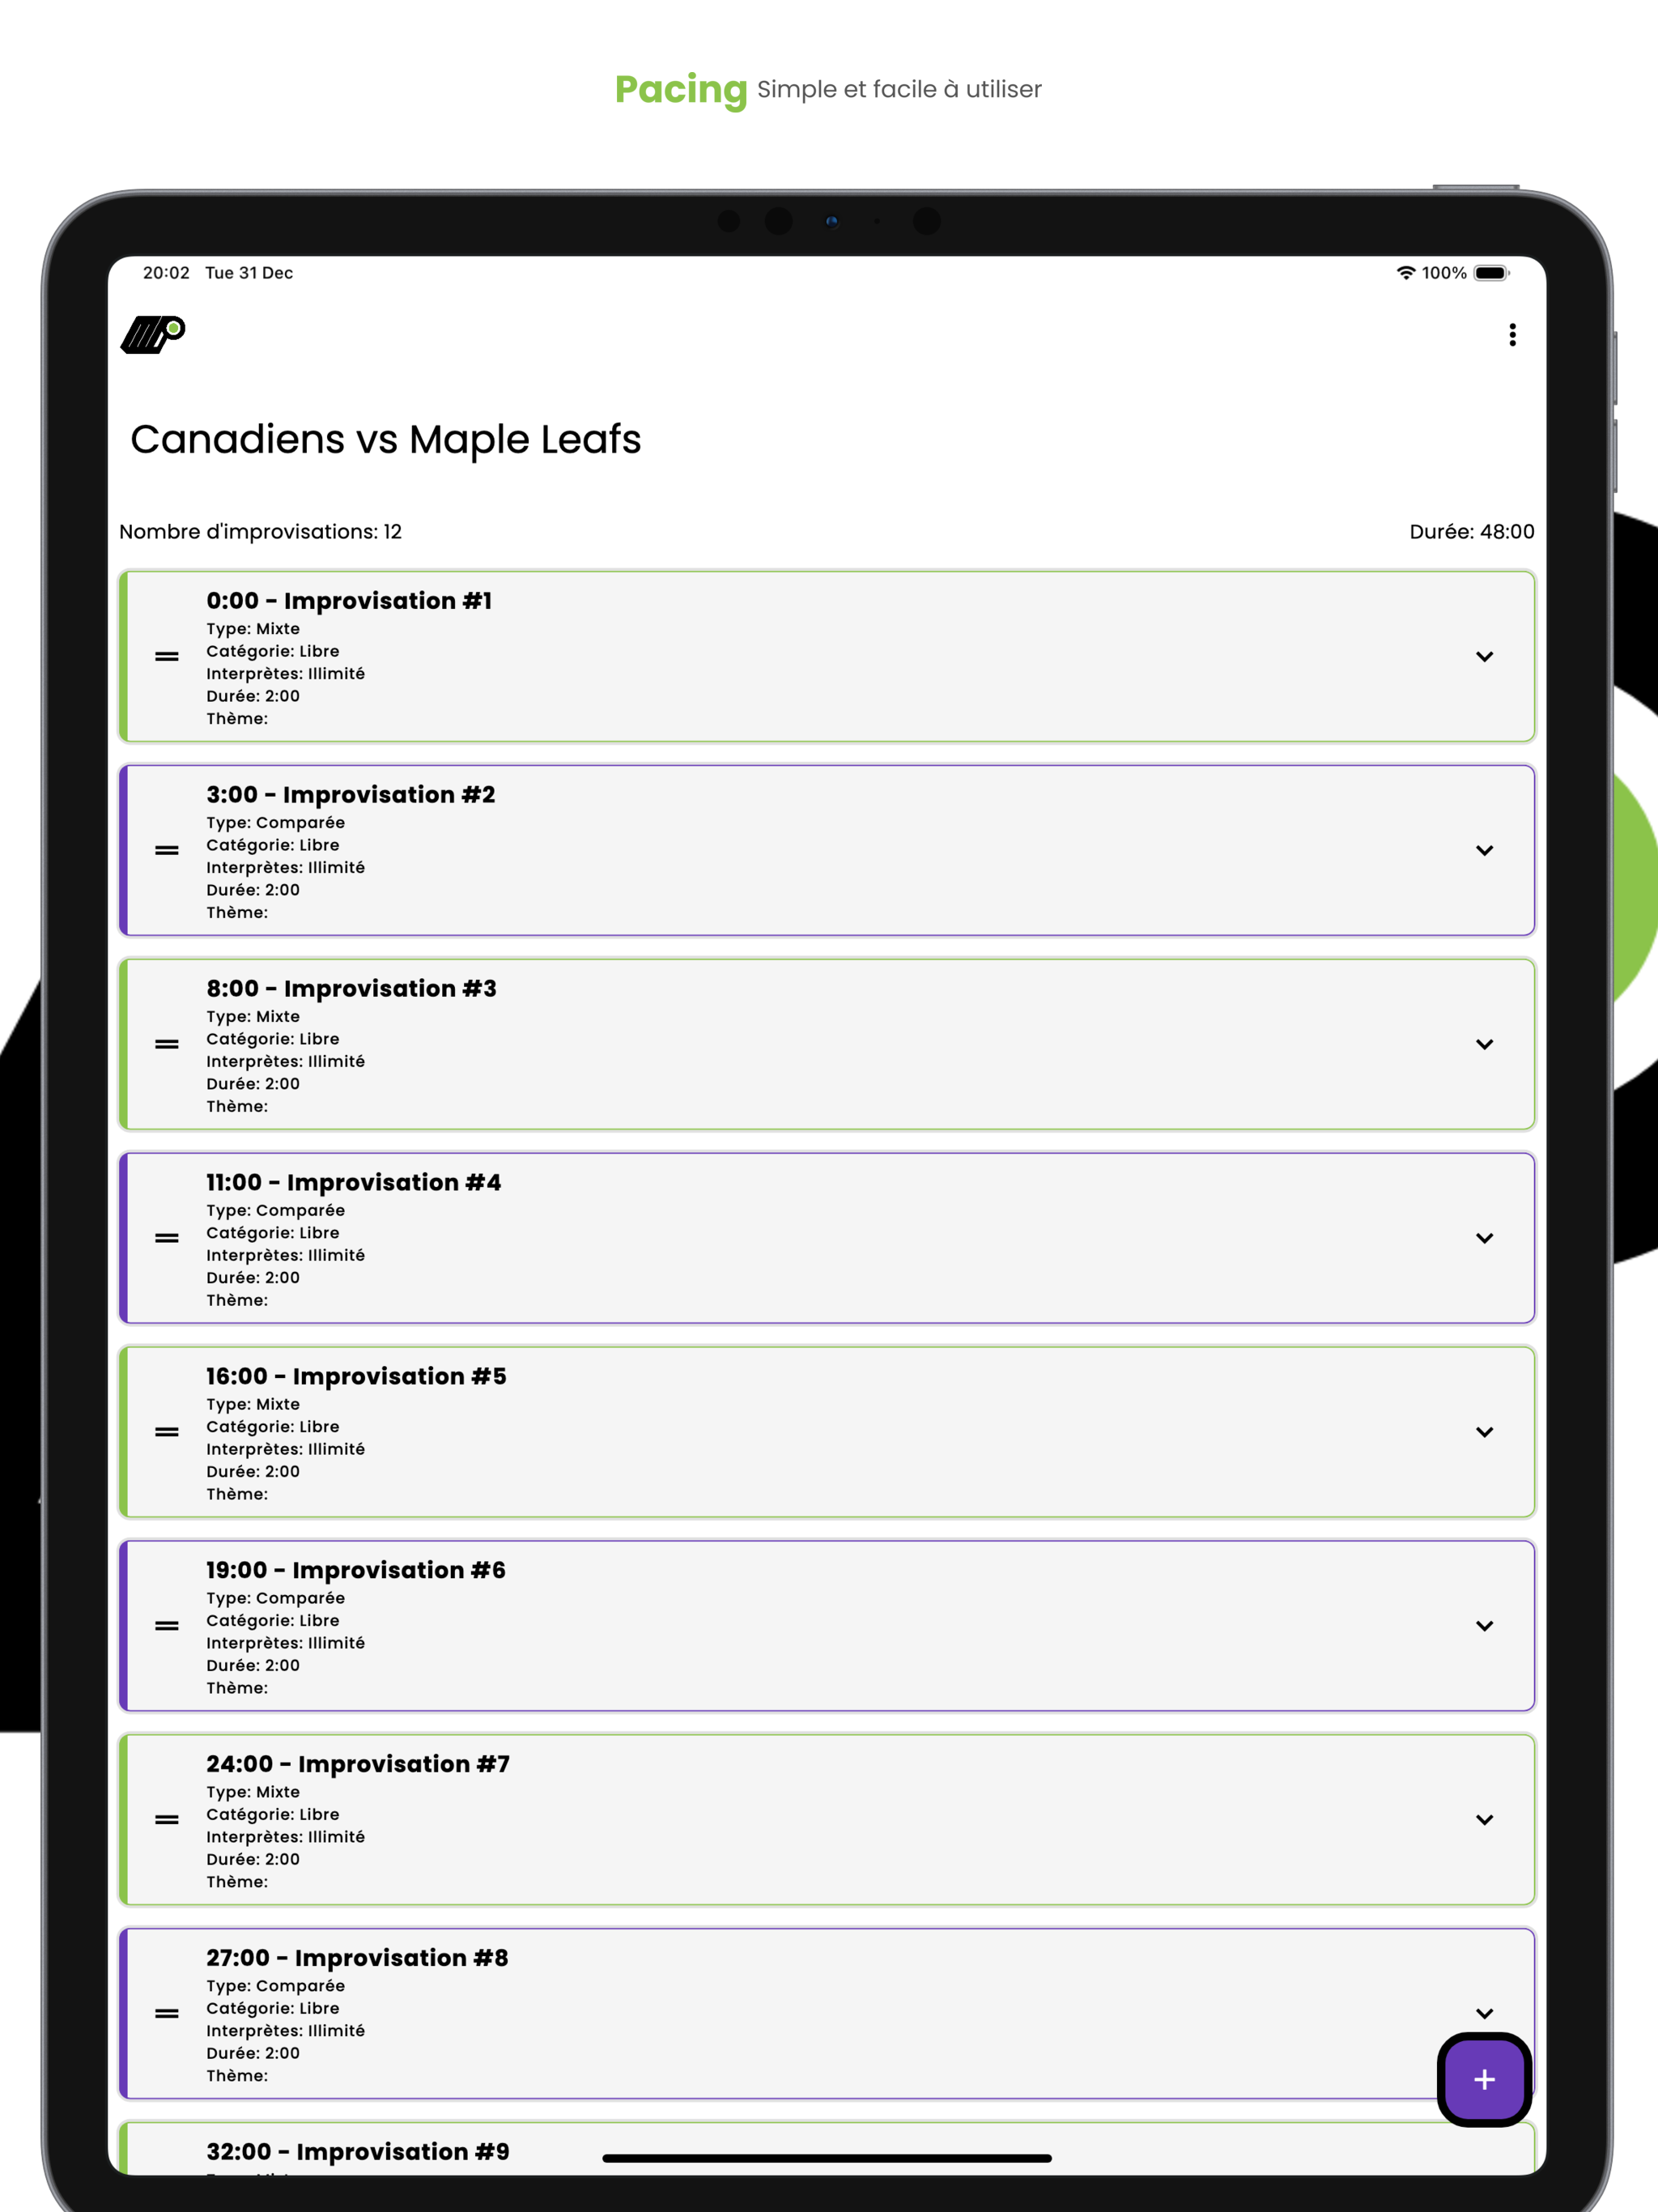 Pacing Simple et facile à utiliser
20:02 Tue 31 Dec 100%
Canadiens vs Maple Leafs
Nombre d'improvisations: 12 Durée: 48:00
0:00 - Improvisation #1
Type: Mixte
Catégorie: Libre
Interprètes: Illimité
Durée: 2:00
Thème:
3:00 - Improvisation #2
Type: Comparée
Catégorie: Libre
Interprètes: Illimité
Durée: 2:00
Thème:
8:00 - Improvisation #3
Type: Mixte
Catégorie: Libre
Interprètes: Illimité
Durée: 2:00
Thème:
11:00 - Improvisation #4
Type: Comparée
Catégorie: Libre
Interprètes: Illimité
Durée: 2:00
Thème:
16:00 - Improvisation #5
Type: Mixte
Catégorie: Libre
Interprètes: Illimité
Durée: 2:00
Thème:
19:00 - Improvisation #6
Type: Comparée
Catégorie: Libre
Interprètes: Illimité
Durée: 2:00
Thème:
24:00 - Improvisation #7
Type: Mixte
Catégorie: Libre
Interprètes: Illimité
Durée: 2:00
Thème:
27:00 - Improvisation #8
Type: Comparée
Catégorie: Libre
Interprètes: Illimité
Durée: 2:00
Thème:
32:00 - Improvisation #9